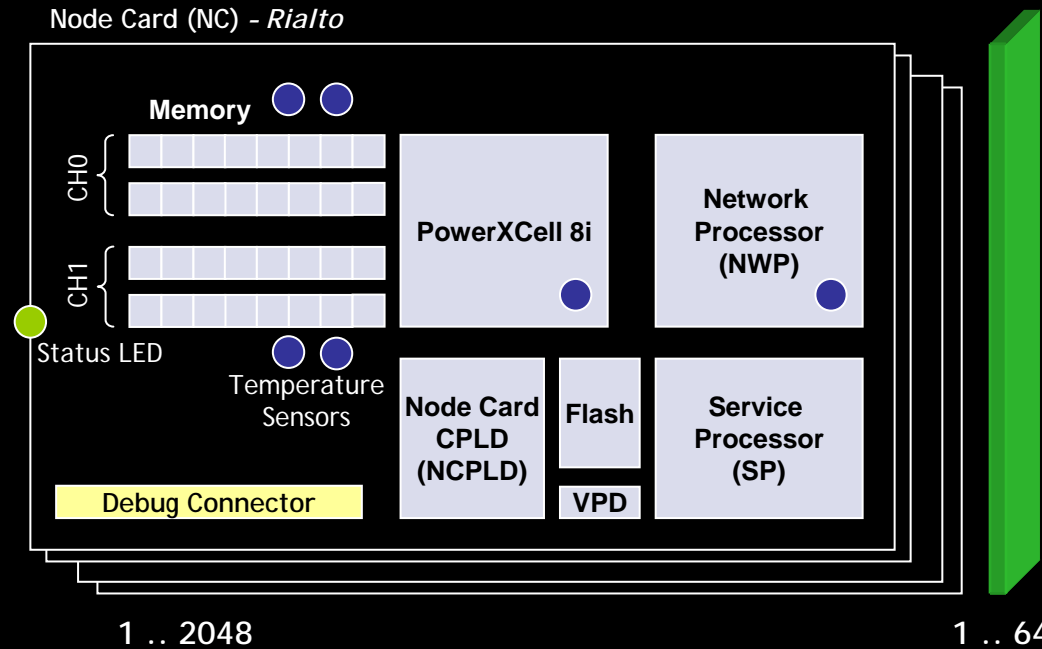 Node Card (NC) - Rialto
Memory
CH0
CH1
PowerXCell 8i
Network
Processor
(NWP)
Status LED
Temperature
Sensors
Node Card
CPLD
(NCPLD)
Flash
VPD
Service
Processor
(SP)
Debug Connector
1 .. 2048
1 .. 64